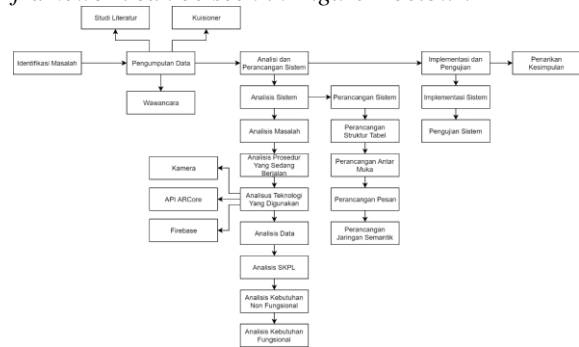 Studi Literatur
Kuisioner
Identifikasi Masalah
Pengumpulan Data
Analisi dan
Perancangan Sistem
Implementasi dan
Pengujian
Penarikan
Kesimpulan
Wawancara
Analisis Sistem
Perancangan Sistem
Implementasi Sistem
Analisis Masalah
Perancangan
Struktur Tabel
Pengujian Sistem
Analisis Prosedur
Yang Sedang
Berjalan
Perancangan Antar
Muka
Kamera
API ARCore
Firebase
Analisus Teknologi
Yang Digunakan
Perancangan Pesan
Analisis Data
Perancangan
Jaringan Semantik
Analisis SKPL
Analisis Kebutuhan
Non Fungsional
Analisis Kebutuhan
Fungsional